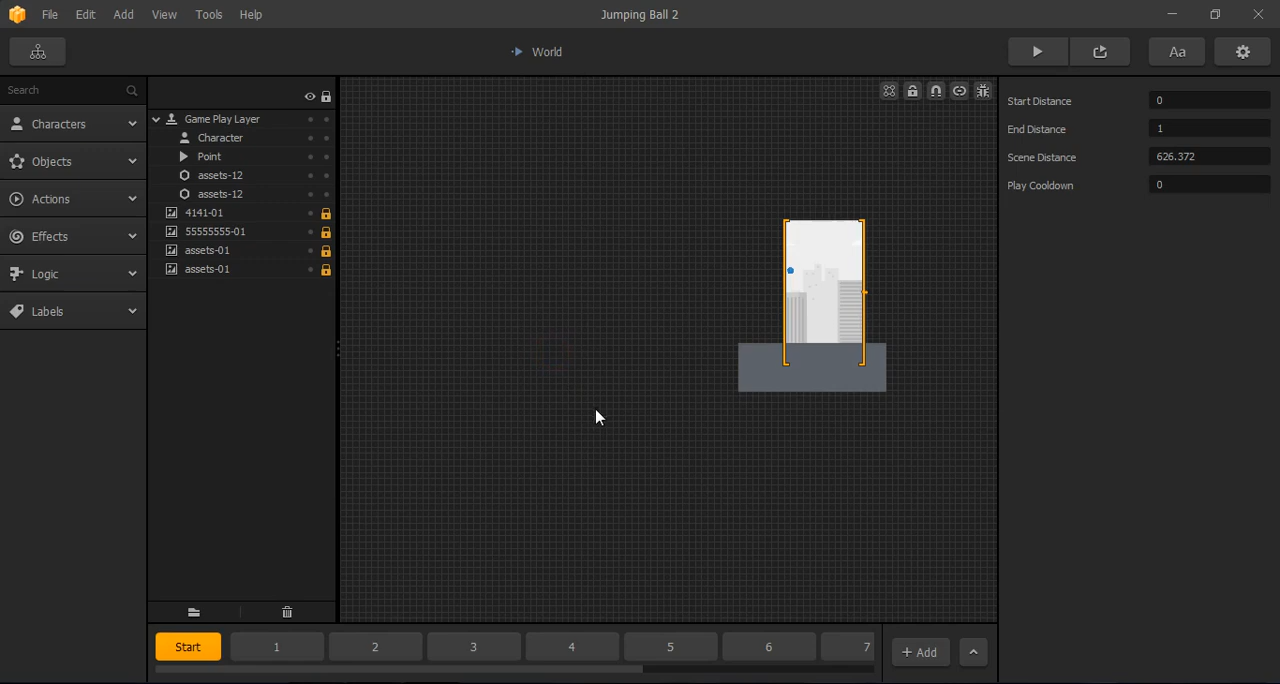 File Edit Add View Tools Help Jumping Ball 2
World Aa
Search
Characters
Objects
Actions
Effects
Logic
Labels
Game Play Layer
Character
Point
assets-12
assets-12
4141-01
55555555-01
assets-01
assets-01
Start Distance 0
End Distance 1
Scene Distance 626.372
Play Cooldown 0
Start 1 2 3 4 5 6 7 + Add